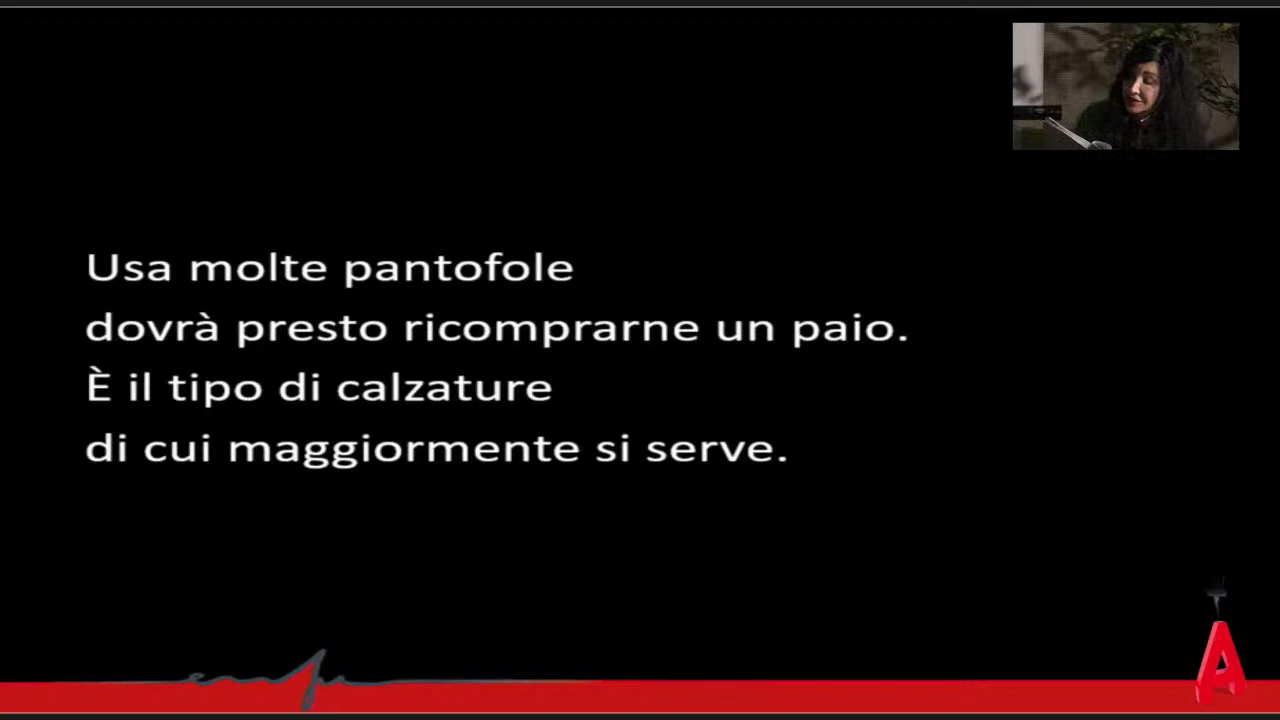 Usa molte pantofole
dovrà presto ricomprarne un paio.
È il tipo di calzature
di cui maggiormente si serve.
A